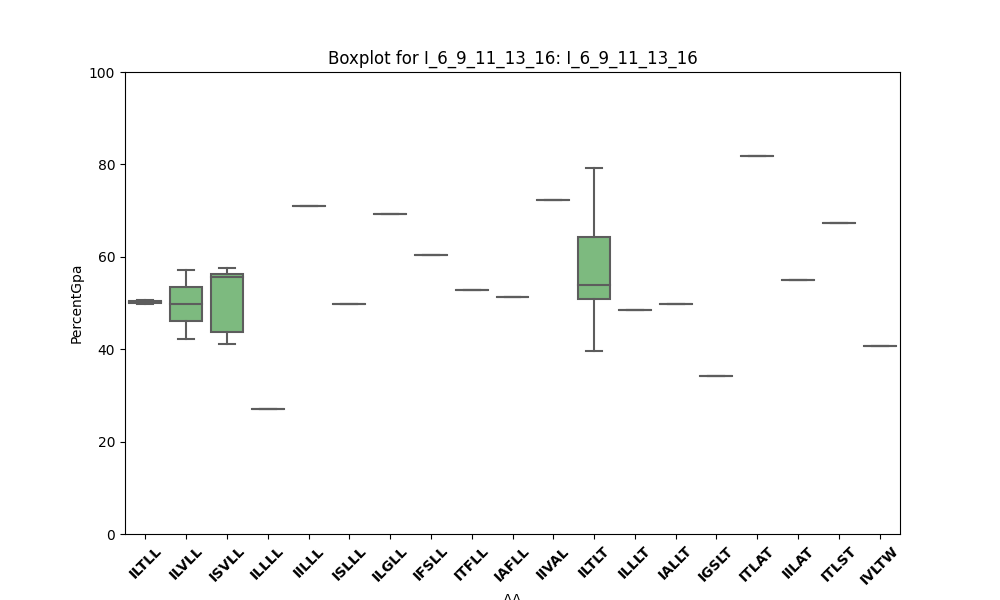 Boxplot for I_6_9_11_13_16: I_6_9_11_13_16
PercentGpa
100
80
60
40
20
0
ILTLL ILVLL ISVLL ILLLL IILLL ISLLL ILGLL IFSLL ITFLL IAFLL IIVAL ILTLT ILLLT IALLT IGSLT ITLAT IILAT ITLST IVLTW
AA